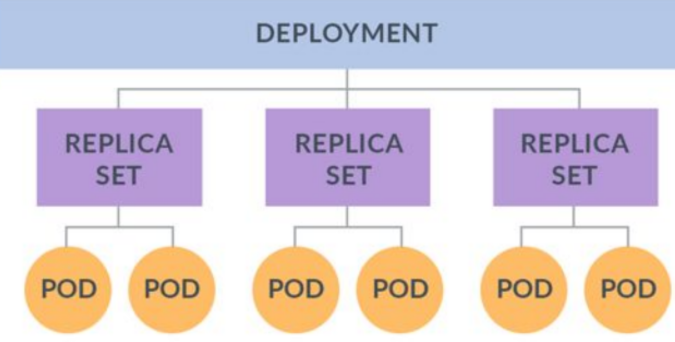 DEPLOYMENT
REPLICA
SET
REPLICA
SET
REPLICA
SET
POD
POD
POD
POD
POD
POD